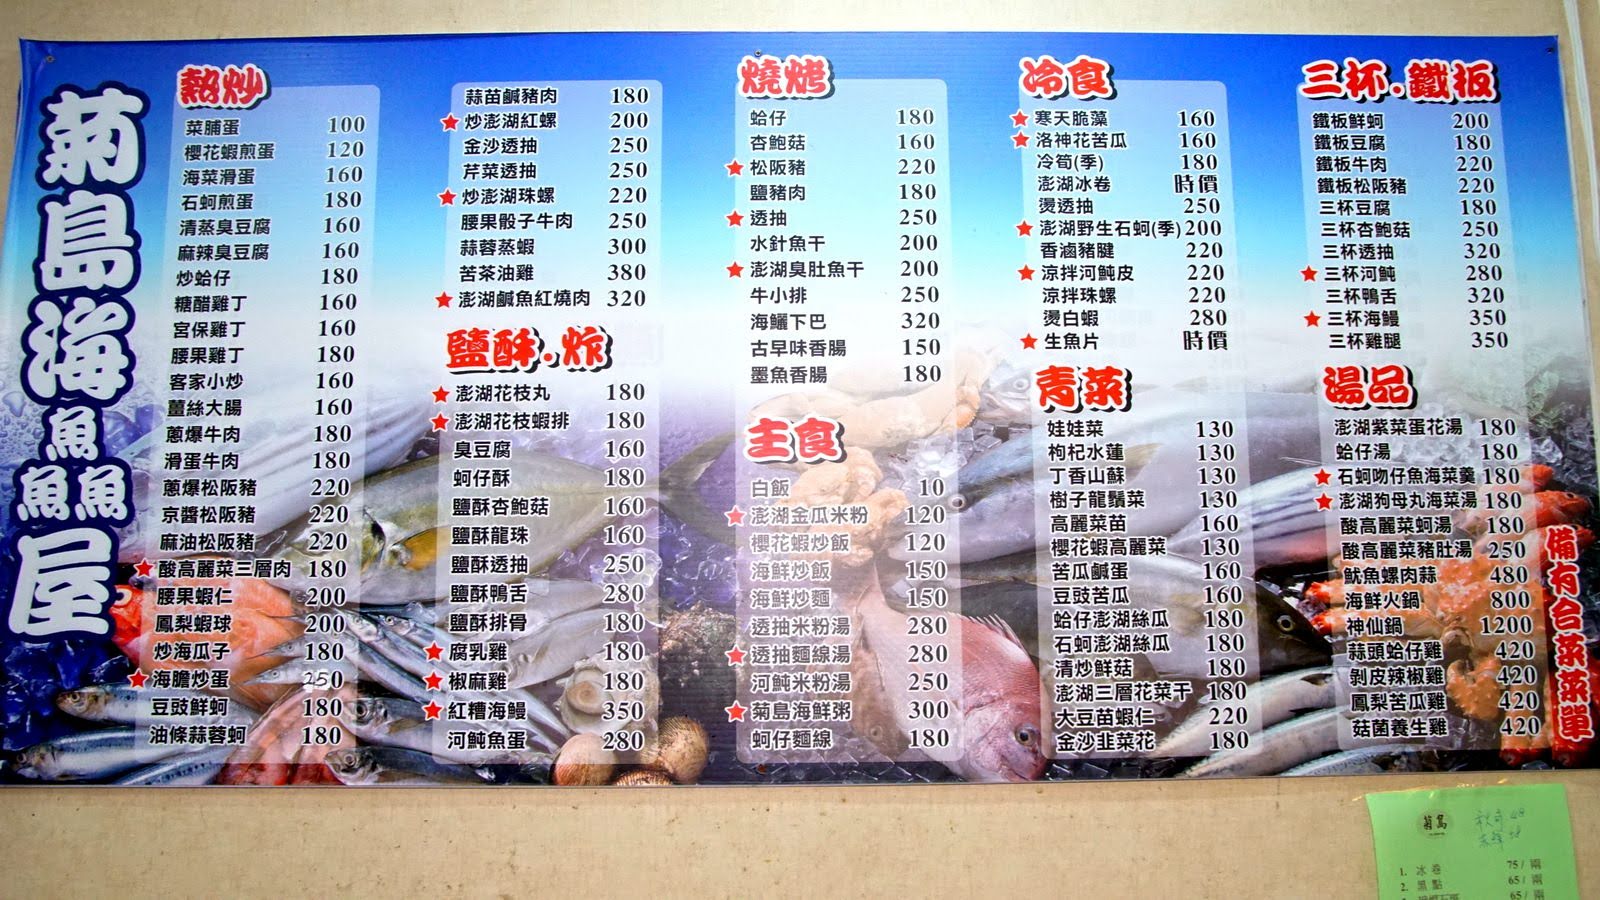 菊島海鱻屋
熱炒
菜脯蛋 100
櫻花蝦煎蛋 120
海菜滑蛋 160
石蚵煎蛋 180
清蒸臭豆腐 160
麻辣臭豆腐 160
炒蛤仔 180
糖醋雞丁 160
宮保雞丁 160
腰果雞丁 180
客家小炒 160
薑絲大腸 160
蔥爆牛肉 180
滑蛋牛肉 180
蔥爆松阪豬 220
京醬松阪豬 220
麻油松阪豬 220
★酸高麗菜三層肉 180
腰果蝦仁 200
鳳梨蝦球 200
炒海瓜子 180
★海膽炒蛋 250
豆豉鮮蚵 180
油條蒜蓉蚵 180
蒜苗鹹豬肉 180
★炒澎湖紅螺 200
金沙透抽 250
芹菜透抽 250
★炒澎湖珠螺 220
腰果骰子牛肉 250
蒜蓉蒸蝦 300
苦茶油雞 380
★澎湖鹹魚紅燒肉 320
鹽酥.炸
★澎湖花枝丸 180
★澎湖花枝蝦排 180
臭豆腐 160
蚵仔酥 180
鹽酥杏鮑菇 160
鹽酥龍珠 160
鹽酥透抽 250
鹽酥鴨舌 280
鹽酥排骨 180
★腐乳雞 180
★椒麻雞 180
★紅糟海鰻 350
河魨魚蛋 280
燒烤
蛤仔 180
杏鮑菇 160
★松阪豬 220
鹽豬肉 180
★透抽 250
水針魚干 200
★澎湖臭肚魚干 200
牛小排 250
海鱺下巴 320
古早味香腸 150
墨魚香腸 180
主食
白飯 10
★澎湖金瓜米粉 120
櫻花蝦炒飯 120
海鮮炒飯 150
海鮮炒麵 150
透抽米粉湯 280
★透抽麵線湯 280
河魨米粉湯 250
★菊島海鮮粥 300
蚵仔麵線 180
冷食
★寒天脆藻 160
★洛神花苦瓜 160
冷筍(季) 180
澎湖冰卷 時價
燙透抽 250
★澎湖野生石蚵(季) 200
香滷豬腱 220
★涼拌河魨皮 220
涼拌珠螺 220
燙白蝦 280
★生魚片 時價
青菜
娃娃菜 130
枸杞水蓮 130
丁香山蘇 130
樹子龍鬚菜 130
高麗菜苗 160
櫻花蝦高麗菜 130
苦瓜鹹蛋 160
豆豉苦瓜 160
蛤仔澎湖絲瓜 180
石蚵澎湖絲瓜 180
清炒鮮菇 180
澎湖三層花菜干 180
大豆苗蝦仁 220
金沙韭菜花 180
三杯.鐵板
鐵板鮮蚵 200
鐵板豆腐 180
鐵板牛肉 220
鐵板松阪豬 220
三杯豆腐 180
三杯杏鮑菇 250
三杯透抽 320
★三杯河魨 280
三杯鴨舌 320
★三杯海鰻 350
三杯雞腿 350
湯品
澎湖紫菜蛋花湯 180
蛤仔湯 180
★石蚵吻仔魚海菜羹 180
★澎湖狗母丸海菜湯 180
酸高麗菜蚵湯 180
酸高麗菜豬肚湯 250
魷魚螺肉蒜 480
海鮮火鍋 800
神仙鍋 1200
蒜頭蛤仔雞 420
剝皮辣椒雞 420
鳳梨苦瓜雞 420
菇菌養生雞 420
備有合菜菜單
菊島
1. 冰卷 75/兩
2. 黑點 65/兩
65/兩